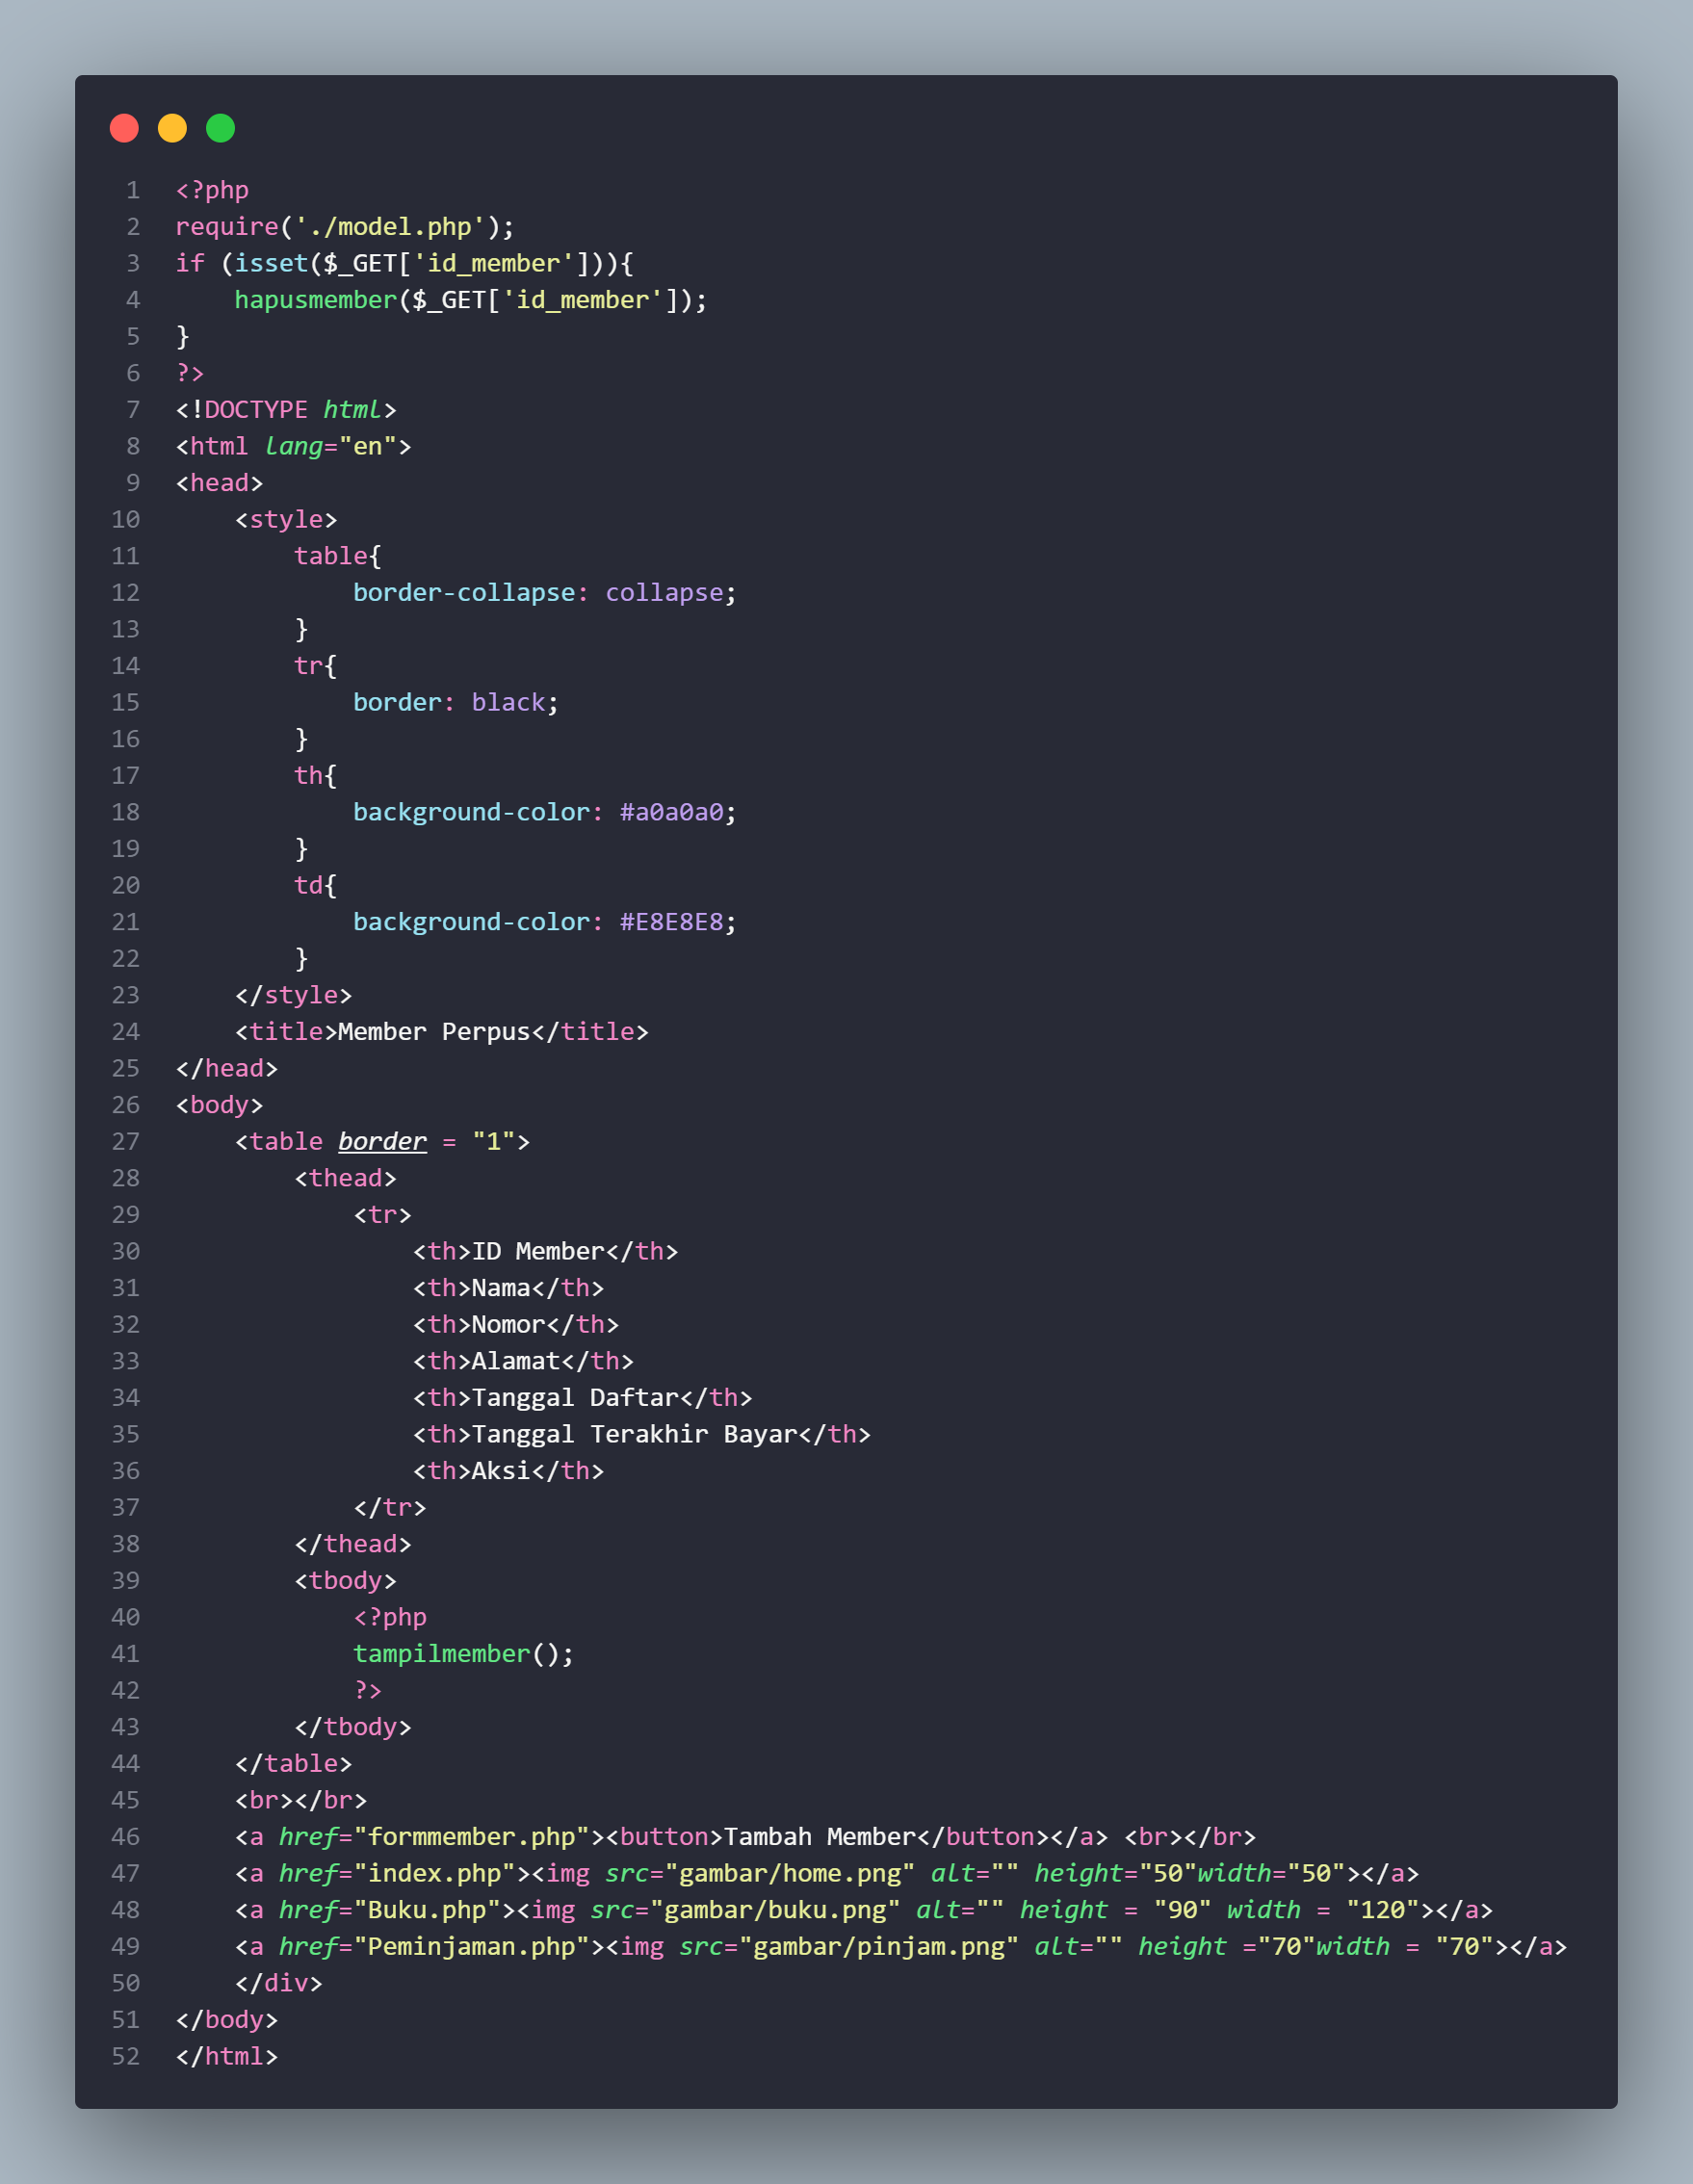 1 <?php
2 require('./model.php');
3 if (isset($_GET['id_member'])){
4     hapusmember($_GET['id_member']);
5 }
6 ?>
7 <!DOCTYPE html>
8 <html lang="en">
9 <head>
10     <style>
11         table{
12             border-collapse: collapse;
13         }
14         tr{
15             border: black;
16         }
17         th{
18             background-color: #a0a0a0;
19         }
20         td{
21             background-color: #E8E8E8;
22         }
23     </style>
24     <title>Member Perpus</title>
25 </head>
26 <body>
27     <table border = "1">
28         <thead>
29             <tr>
30                 <th>ID Member</th>
31                 <th>Nama</th>
32                 <th>Nomor</th>
33                 <th>Alamat</th>
34                 <th>Tanggal Daftar</th>
35                 <th>Tanggal Terakhir Bayar</th>
36                 <th>Aksi</th>
37             </tr>
38         </thead>
39         <tbody>
40             <?php
41             tampilmember();
42             ?>
43         </tbody>
44     </table>
45     <br></br>
46     <a href="formmember.php"><button>Tambah Member</button></a> <br></br>
47     <a href="index.php"><img src="gambar/home.png" alt="" height="50"width="50"></a>
48     <a href="Buku.php"><img src="gambar/buku.png" alt="" height = "90" width = "120"></a>
49     <a href="Peminjaman.php"><img src="gambar/pinjam.png" alt="" height ="70"width = "70"></a>
50     </div>
51 </body>
52 </html>